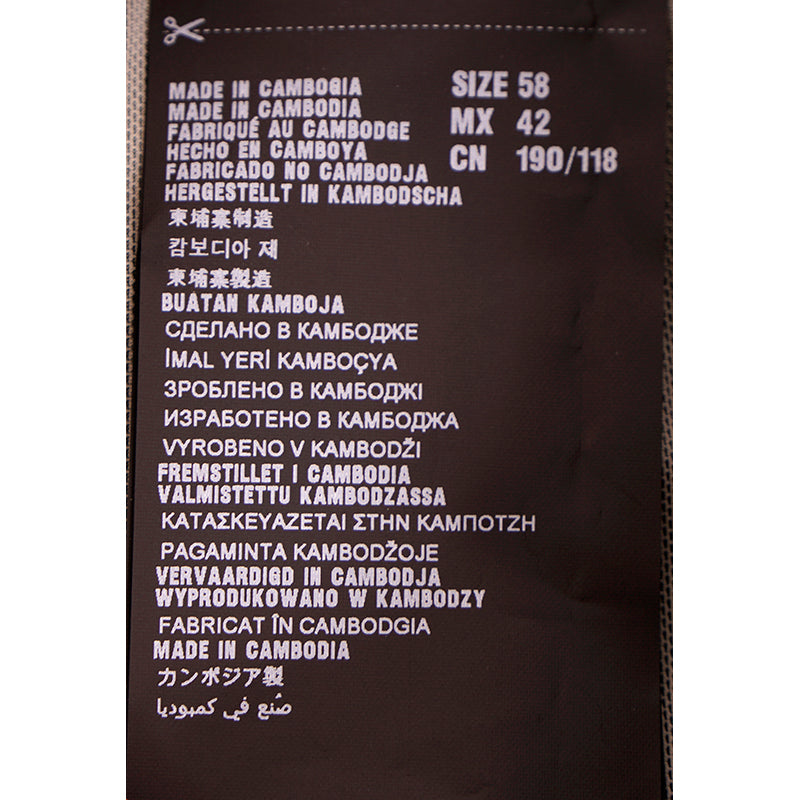 MADE IN CAMBOGIA
MADE IN CAMBODIA
FABRIQUÉ AU CAMBODGE
HECHO EN CAMBOYA
FABRICADO NO CAMBODJA
HERGESTELLT IN KAMBODSCHA
柬埔寨制造
캄보디아 제
柬埔寨製造
BUATAN KAMBOJA
СДЕЛАНО В КАМБОДЖЕ
İMAL YERİ KAMBOÇYA
ЗРОБЛЕНО В КАМБОДЖІ
ИЗРАБОТЕНО В КАМБОДЖА
VYROBENO V KAMBODŽI
FREMSTILLET I CAMBODIA
VALMISTETTU KAMBODZASSA
ΚΑΤΑΣΚΕΥΑΖΕΤΑΙ ΣΤΗΝ ΚΑΜΠΟΤΖΗ
PAGAMINTA KAMBODŽOJE
VERVAARDIGD IN CAMBODJA
WYPRODUKOWANO W KAMBODZY
FABRICAT ÎN CAMBODGIA
MADE IN CAMBODIA
カンボジア製
صُنع في كمبوديا
SIZE 58
MX 42
CN 190/118